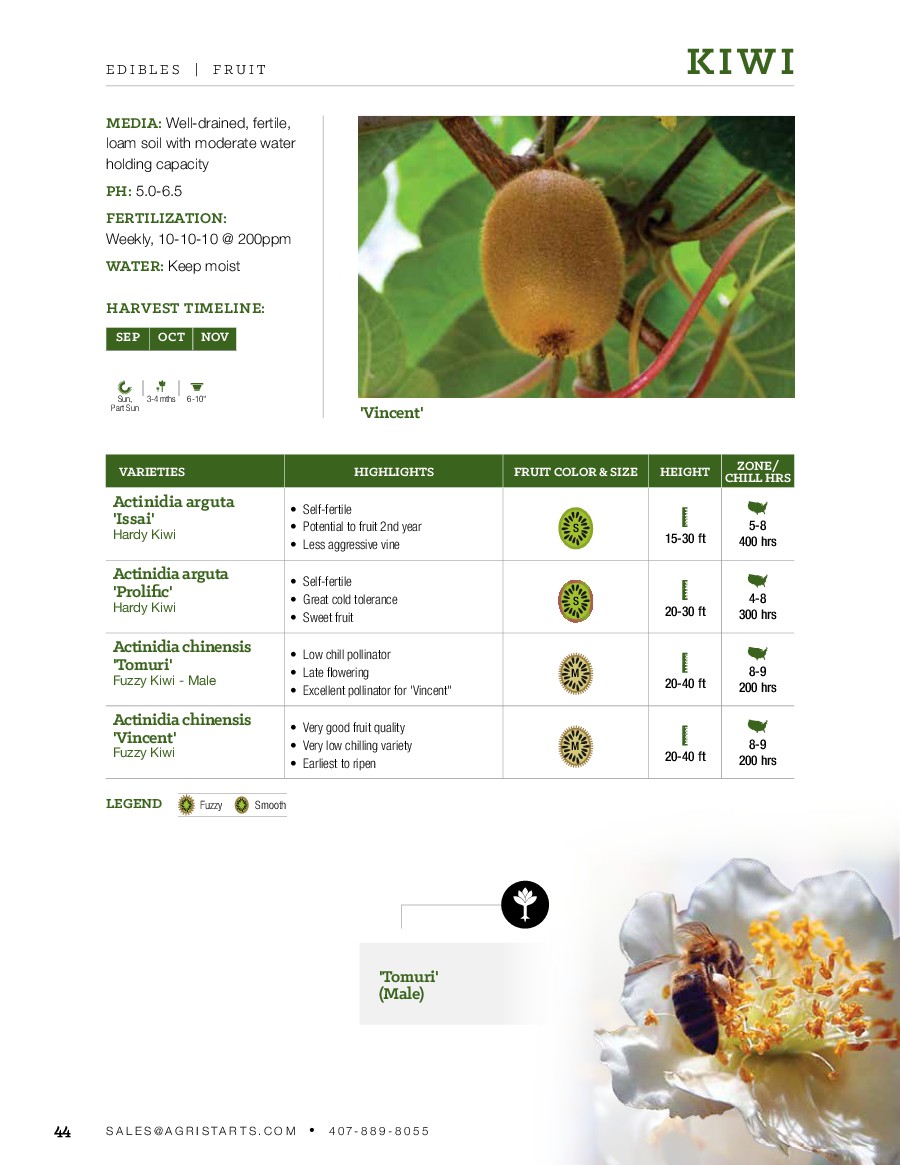 EDIBLES | FRUIT
KIWI
MEDIA: Well-drained, fertile,
loam soil with moderate water
holding capacity
PH: 5.0-6.5
FERTILIZATION:
Weekly, 10-10-10 @ 200ppm
WATER: Keep moist
HARVEST TIMELINE:
SEP OCT NOV
Sun,
Part Sun
3-4 mths
6-10"
'Vincent'
VARIETIES
HIGHLIGHTS
FRUIT COLOR & SIZE
HEIGHT
ZONE/
CHILL HRS
Actinidia arguta
'Issai'
Hardy Kiwi
• Self-fertile
• Potential to fruit 2nd year
• Less aggressive vine
S
15-30 ft
5-8
400 hrs
Actinidia arguta
'Prolific'
Hardy Kiwi
• Self-fertile
• Great cold tolerance
• Sweet fruit
S
20-30 ft
4-8
300 hrs
Actinidia chinensis
'Tomuri'
Fuzzy Kiwi - Male
• Low chill pollinator
• Late flowering
• Excellent pollinator for 'Vincent"
M
20-40 ft
8-9
200 hrs
Actinidia chinensis
'Vincent'
Fuzzy Kiwi
• Very good fruit quality
• Very low chilling variety
• Earliest to ripen
M
20-40 ft
8-9
200 hrs
LEGEND Fuzzy Smooth
'Tomuri'
(Male)
44 SALES@AGRISTARTS.COM • 407-889-8055